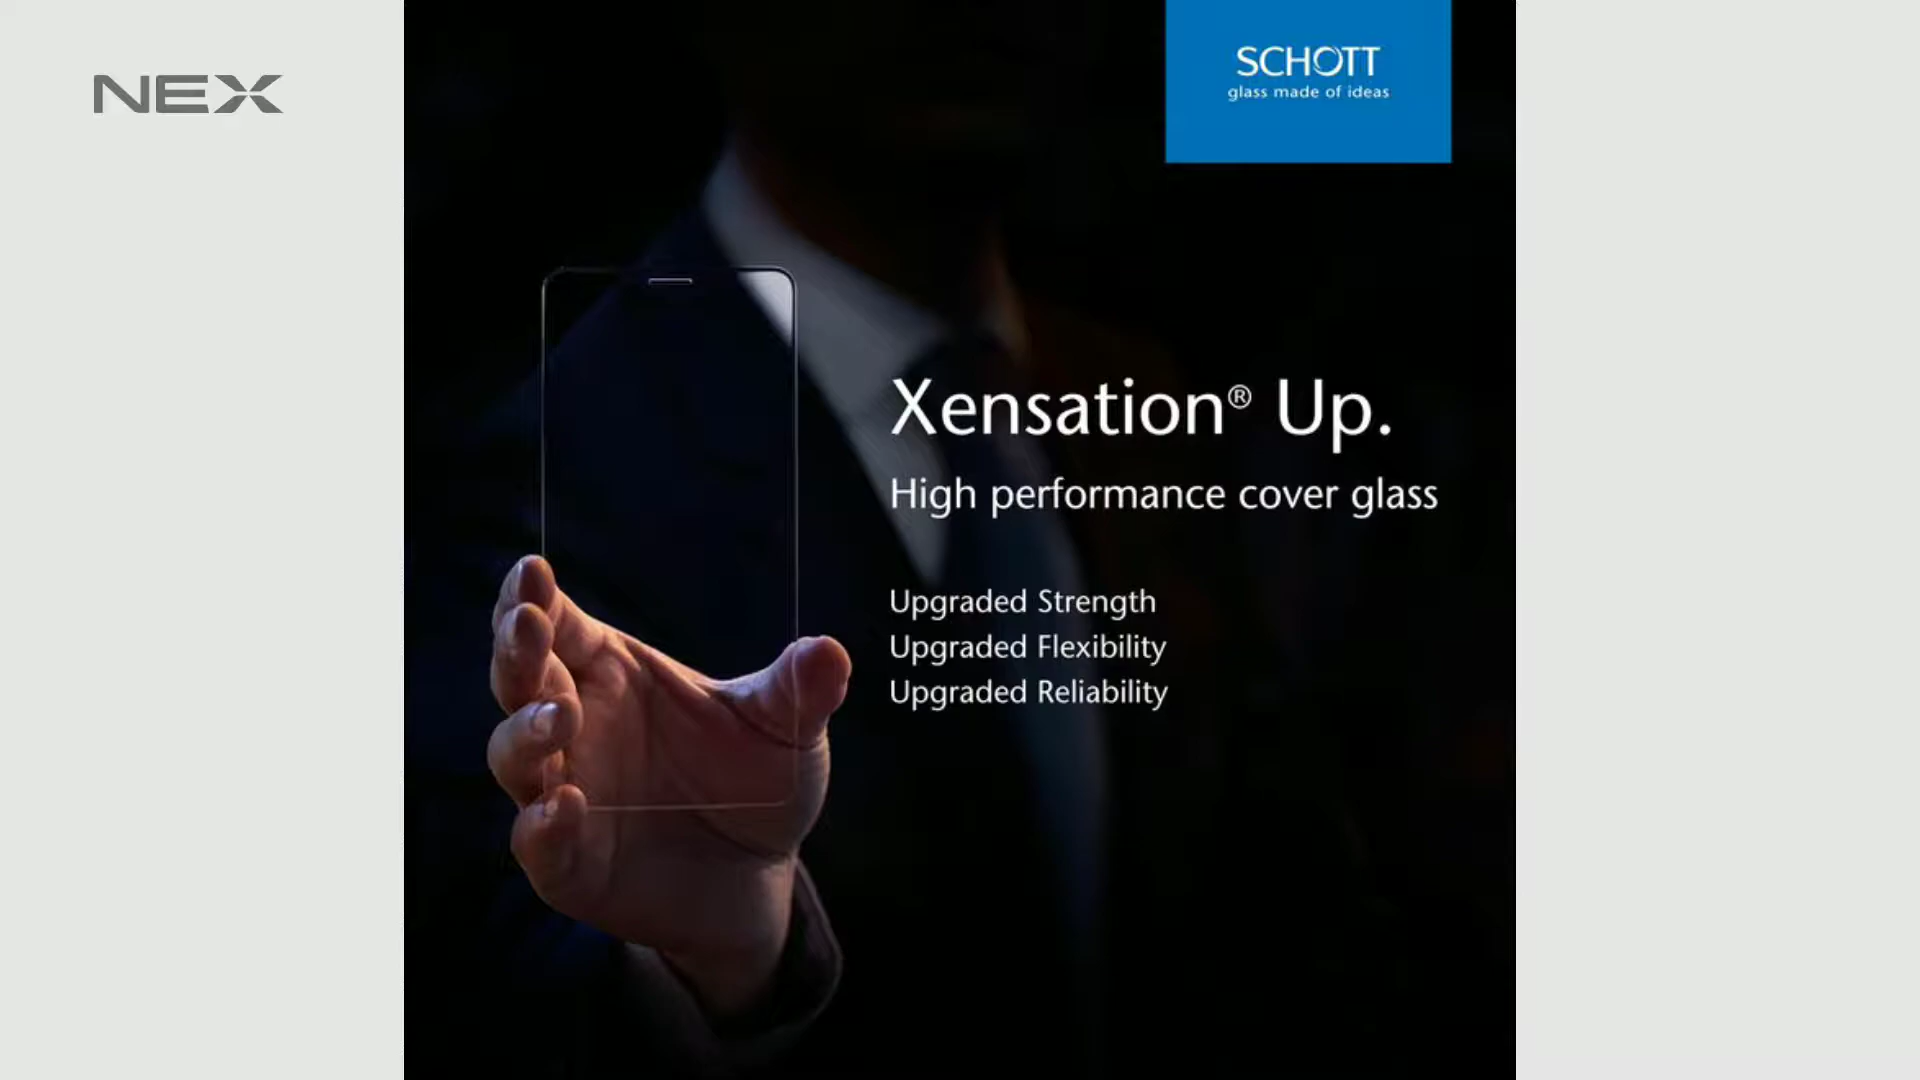 NEX
SCHOTT
glass made of ideas
Xensation® Up.
High performance cover glass
Upgraded Strength
Upgraded Flexibility
Upgraded Reliability